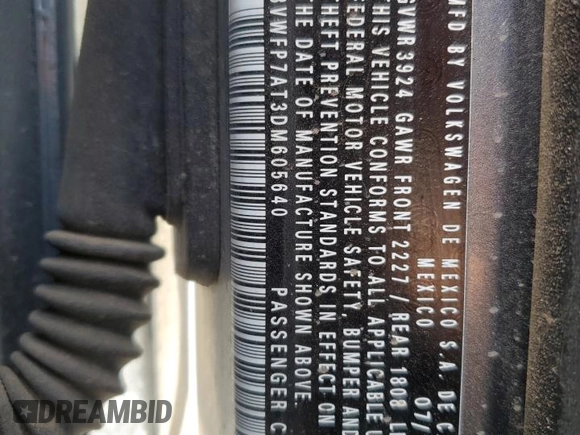 MFD BY VOLKSWAGEN DE MEXICO S.A. DE C
MEXICO 07/
GVWR 3924 GAWR FRONT 2227 / REAR 1808 L
THIS VEHICLE CONFORMS TO ALL APPLICABLE
FEDERAL MOTOR VEHICLE SAFETY, BUMPER AND
THEFT PREVENTION STANDARDS IN EFFECT ON
THE DATE OF MANUFACTURE SHOWN ABOVE
3VWFP7AT3DM605640 PASSENGER C
DREAMBID